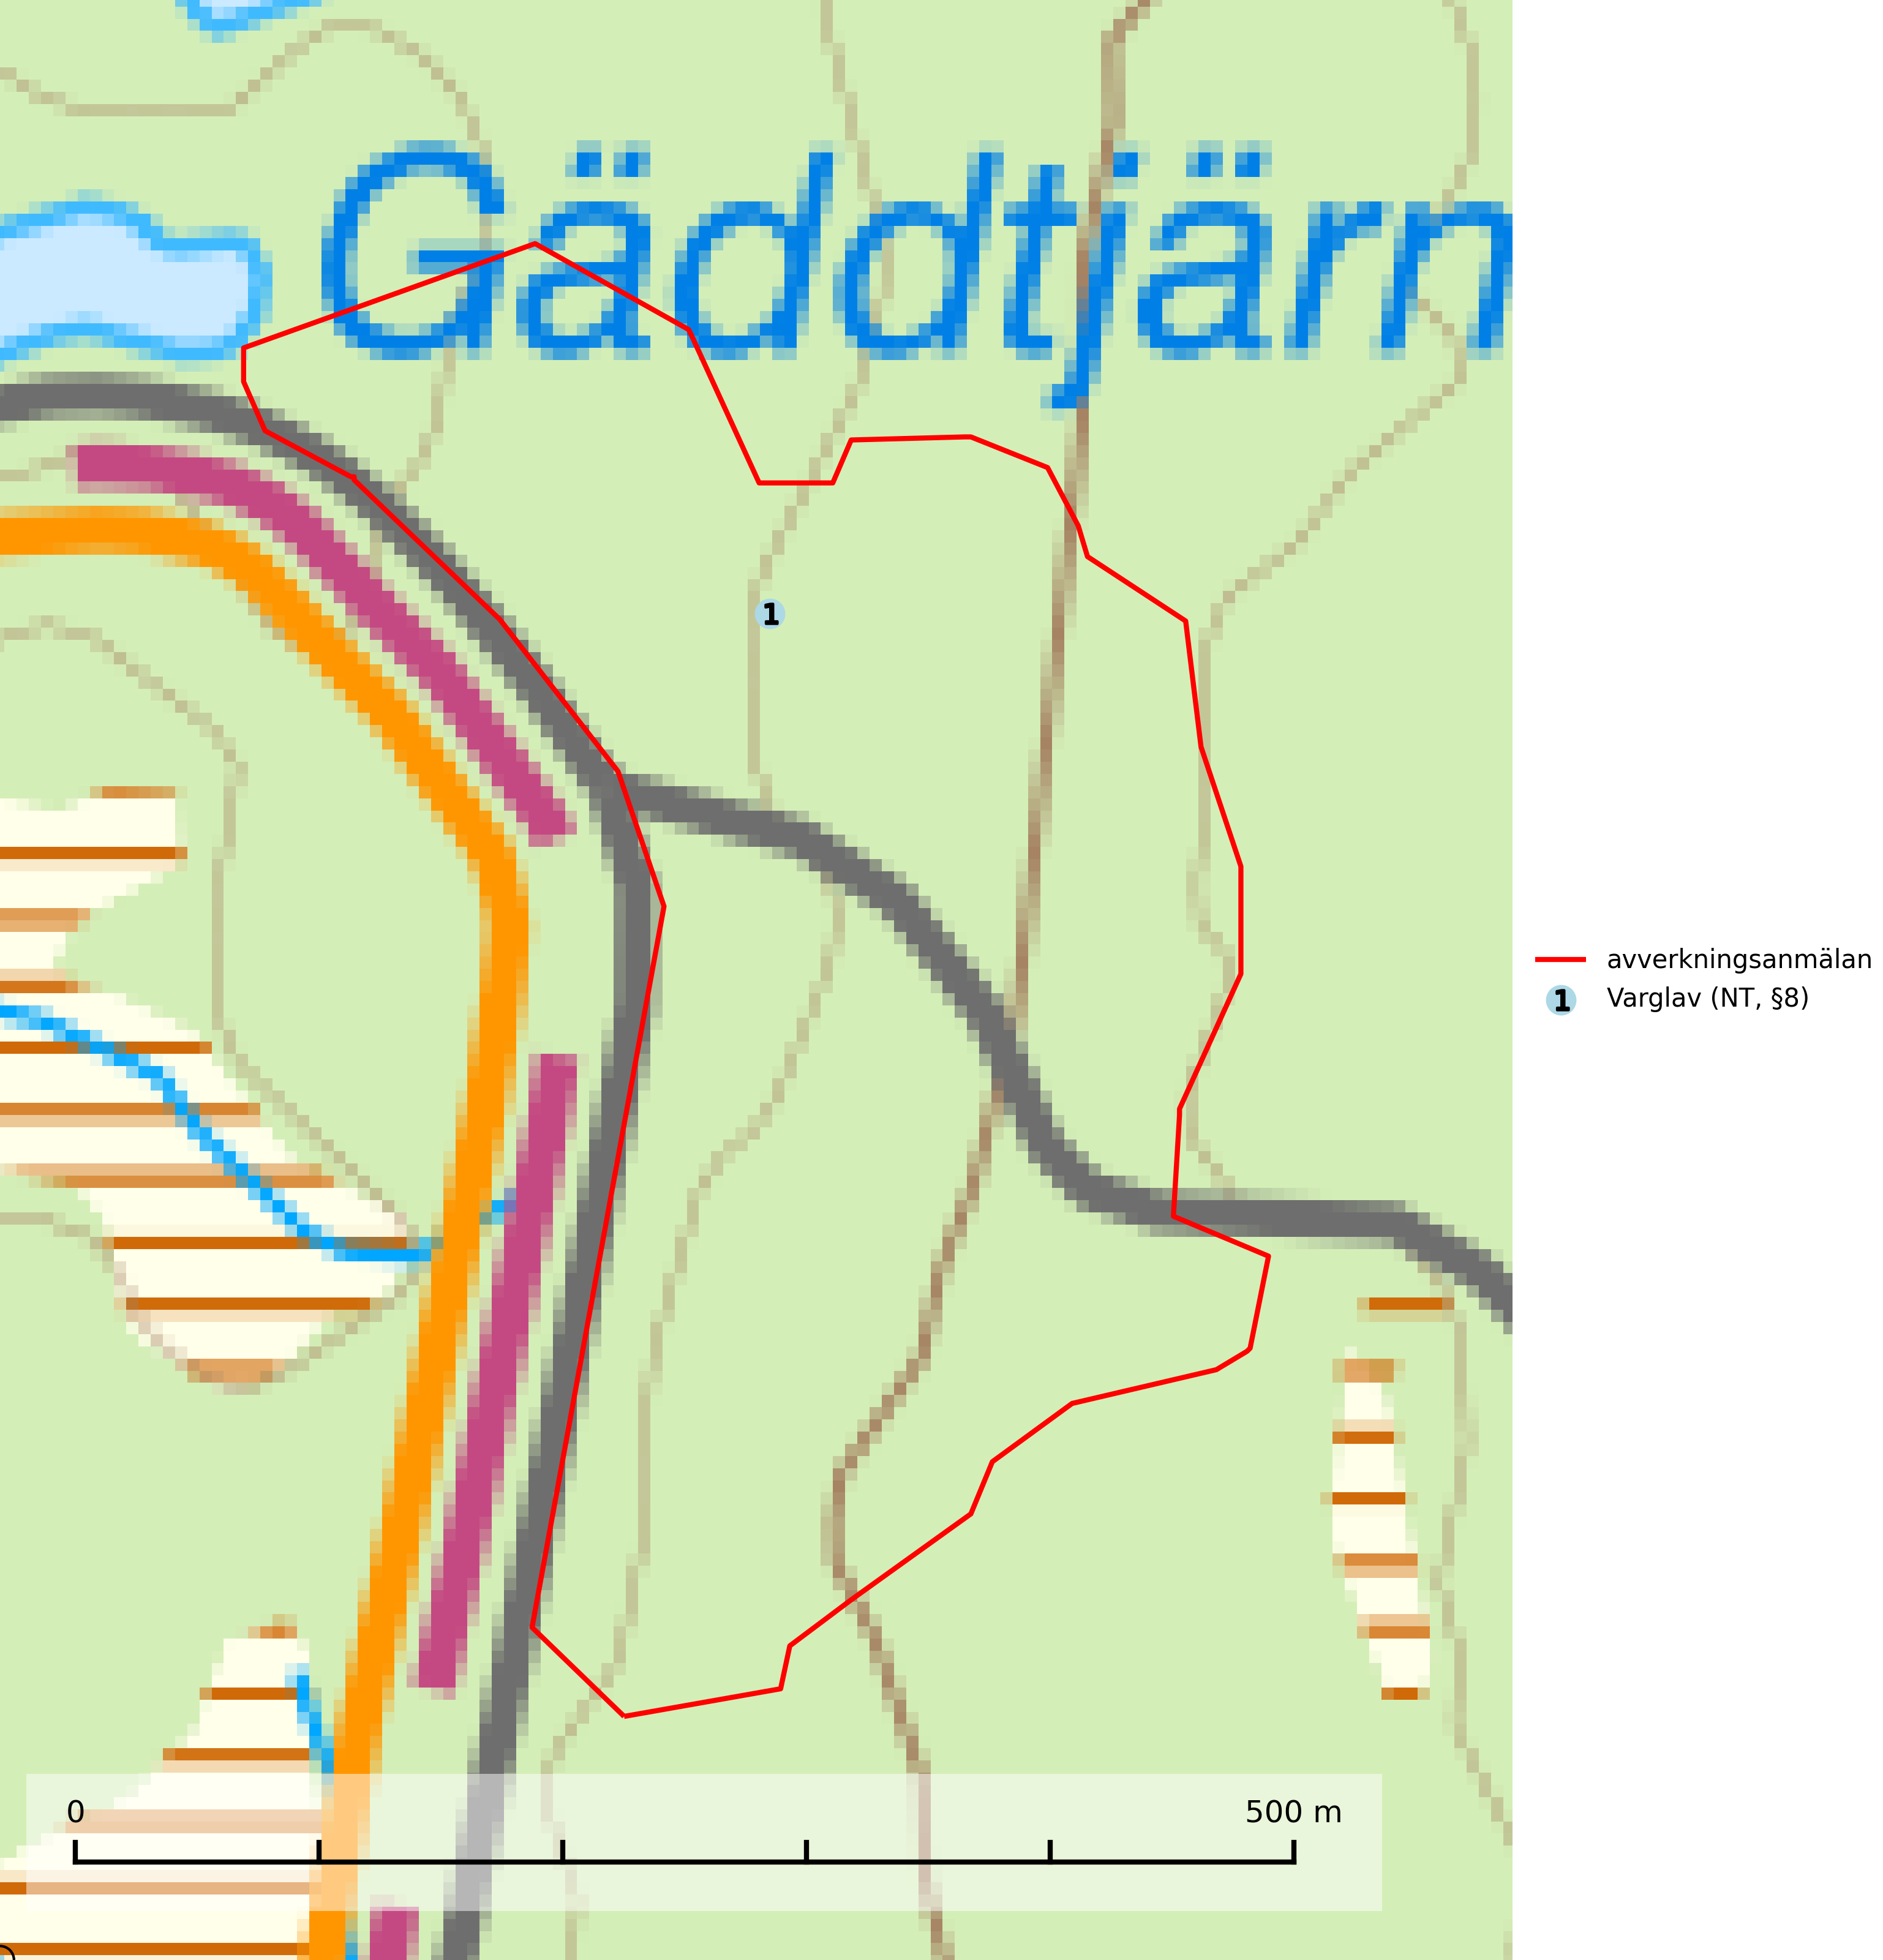 Gäddtjärn
1
avverkningsanmälan
1 Varglav (NT, §8)
0 500 m